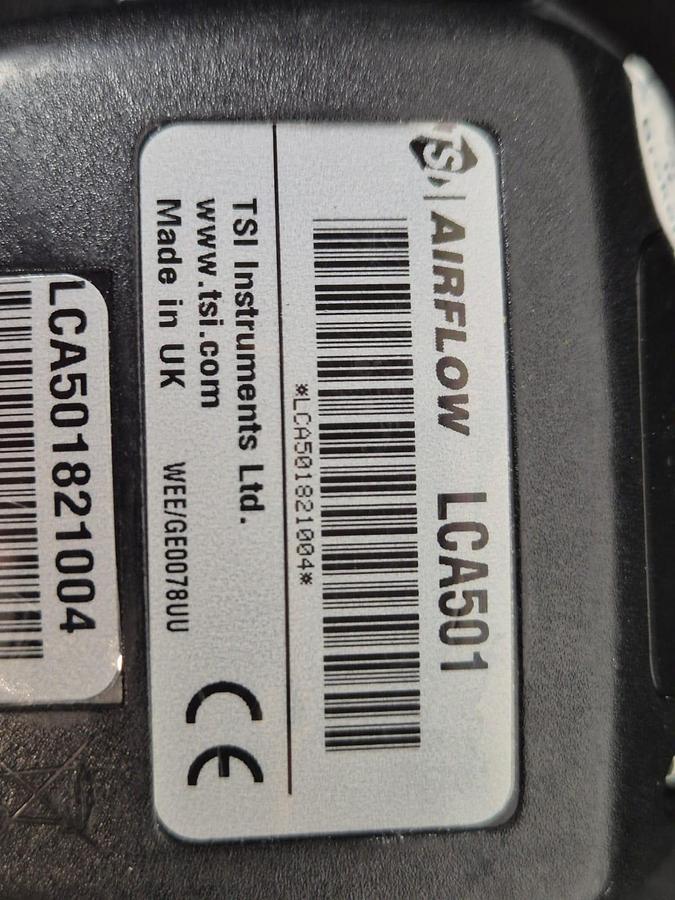 TSI AIRFLOW LCA501
*LCA501821004*
TSI Instruments Ltd.
www.tsi.com
Made in UK WEE/GE0078UU
CE
LCA501821004